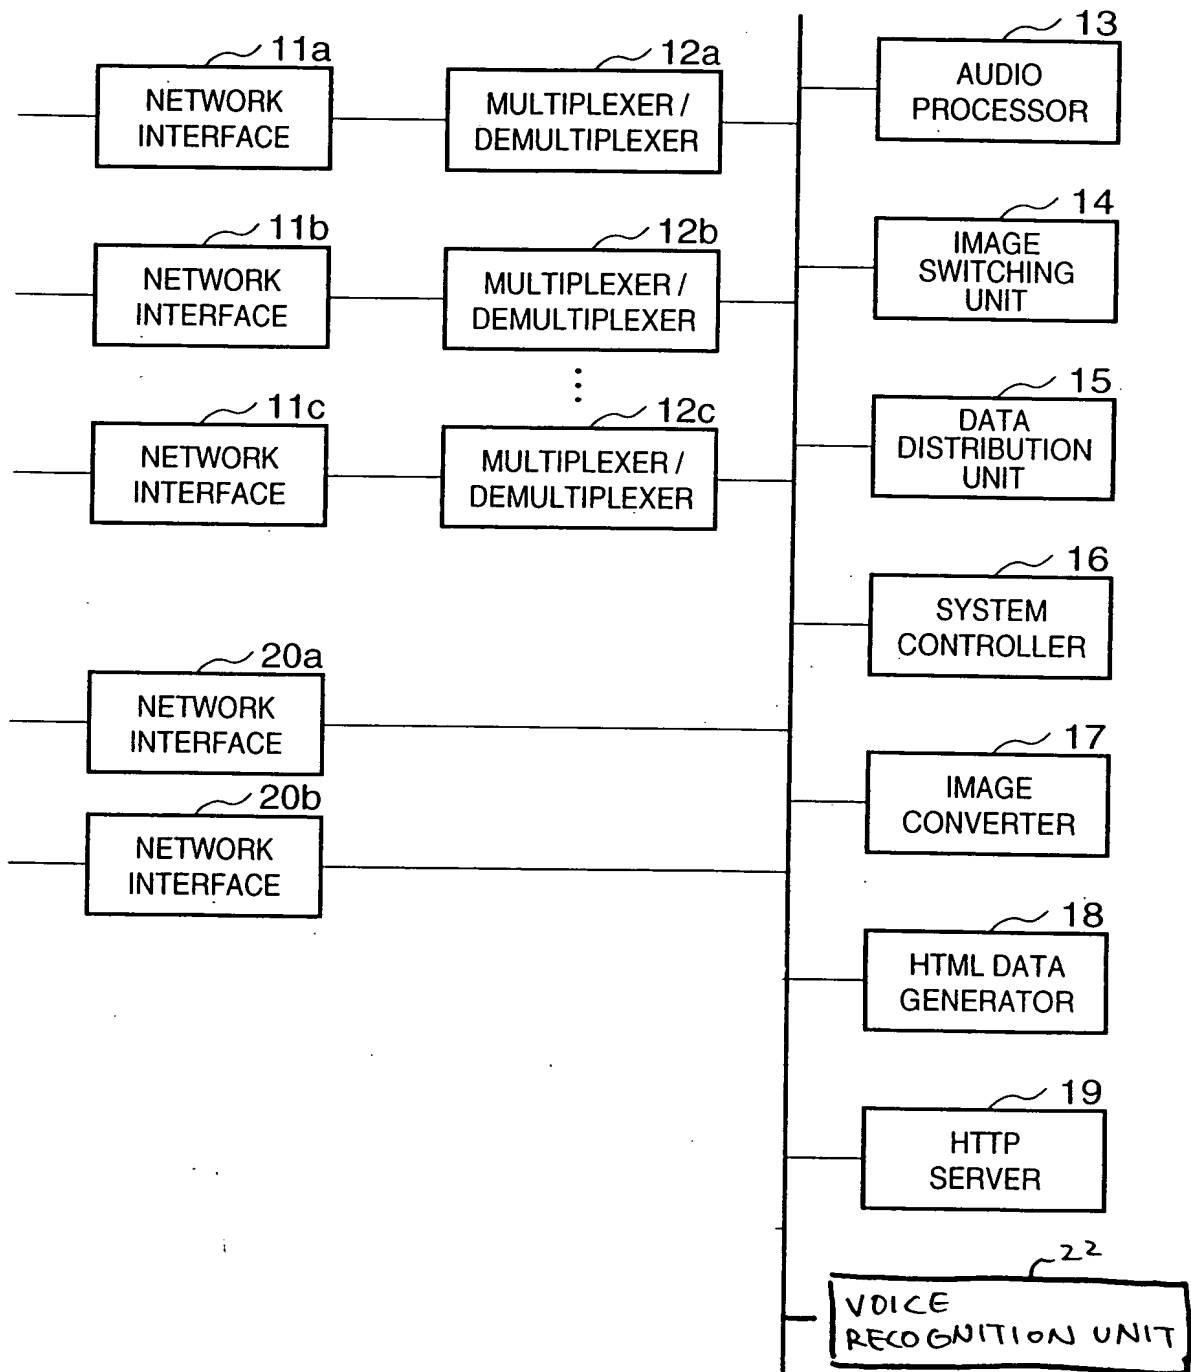 11a
NETWORK
INTERFACE
12a
MULTIPLEXER /
DEMULTIPLEXER
13
AUDIO
PROCESSOR
11b
NETWORK
INTERFACE
12b
MULTIPLEXER /
DEMULTIPLEXER
14
IMAGE
SWITCHING
UNIT
11c
NETWORK
INTERFACE
12c
MULTIPLEXER /
DEMULTIPLEXER
15
DATA
DISTRIBUTION
UNIT
16
SYSTEM
CONTROLLER
20a
NETWORK
INTERFACE
17
IMAGE
CONVERTER
20b
NETWORK
INTERFACE
18
HTML DATA
GENERATOR
19
HTTP
SERVER
22
VOICE
RECOGNITION UNIT